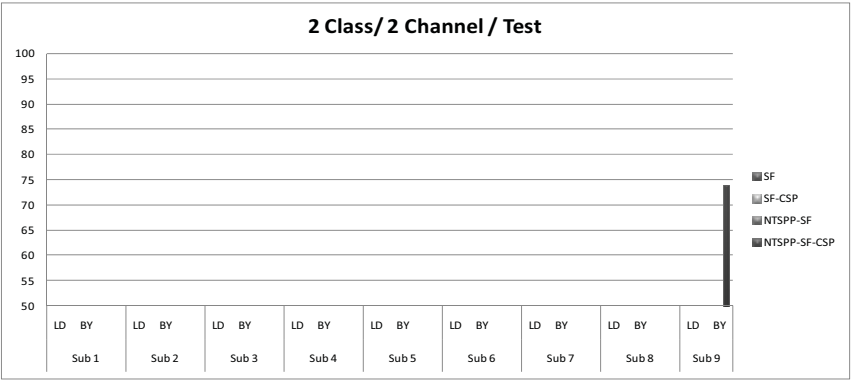 2 Class/ 2 Channel / Test
100
95
90
85
80
75
70
65
60
55
50
SF
SF-CSP
NTSPP-SF
NTSPP-SF-CSP
LD BY LD BY LD BY LD BY LD BY LD BY LD BY LD BY LD BY
Sub 1 Sub 2 Sub 3 Sub 4 Sub 5 Sub 6 Sub 7 Sub 8 Sub 9